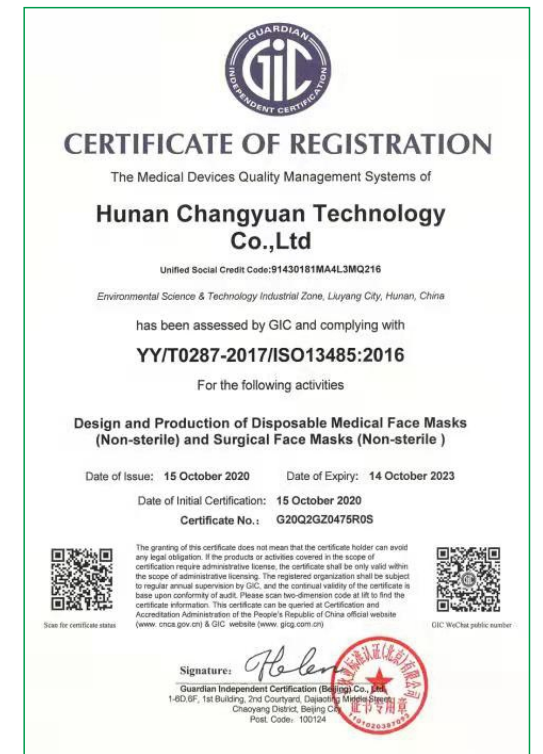 GUARDIAN
GIC
INDEPENDENT CERTIFICATION
CERTIFICATE OF REGISTRATION
The Medical Devices Quality Management Systems of
Hunan Changyuan Technology
Co.,Ltd
Unified Social Credit Code:91430181MA4L3MQ216
Environmental Science & Technology Industrial Zone, Liuyang City, Hunan, China
has been assessed by GIC and complying with
YY/T0287-2017/ISO13485:2016
For the following activities
Design and Production of Disposable Medical Face Masks
(Non-sterile) and Surgical Face Masks (Non-sterile )
Date of Issue: 15 October 2020 Date of Expiry: 14 October 2023
Date of Initial Certification: 15 October 2020
Certificate No.: G20Q2GZ0475R0S
The granting of this certificate does not mean that the certificate holder can avoid
any legal obligation. If the products or activities covered in the scope of
certification require administrative license, the certificate shall be only valid within
the scope of administrative licensing. The registered organization shall be subject
to regular annual supervision by GIC, and the continual validity of the certificate is
base upon conformity of audit. Please scan two-dimension code at lift to find the
certificate information. This certificate can be queried at Certification and
Accreditation Administration of the People's Republic of China official website
(www. cnca.gov.cn) & GIC website (www. gicg.com.cn)
Scan for certificate status
GIC WeChat public number
Signature: Helen
Guardian Independent Certification (Beijing) Co., Ltd.
1-6D.6F, 1st Building, 2nd Courtyard, Dajiaoting Middle Street,
Chaoyang District, Beijing City
Post. Code: 100124
证书专用章